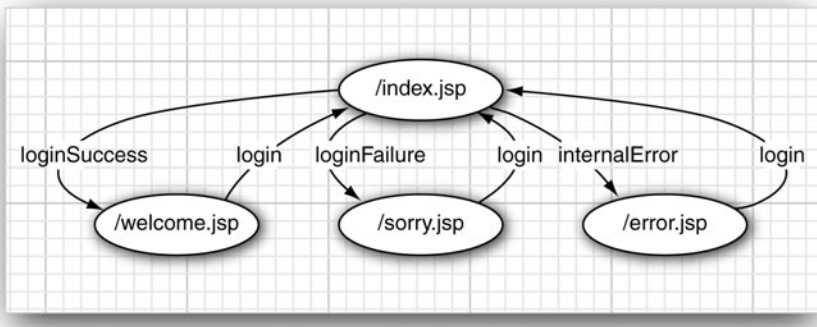 /index.jsp
loginSuccess
login
loginFailure
login
internalError
login
/welcome.jsp
/sorry.jsp
/error.jsp